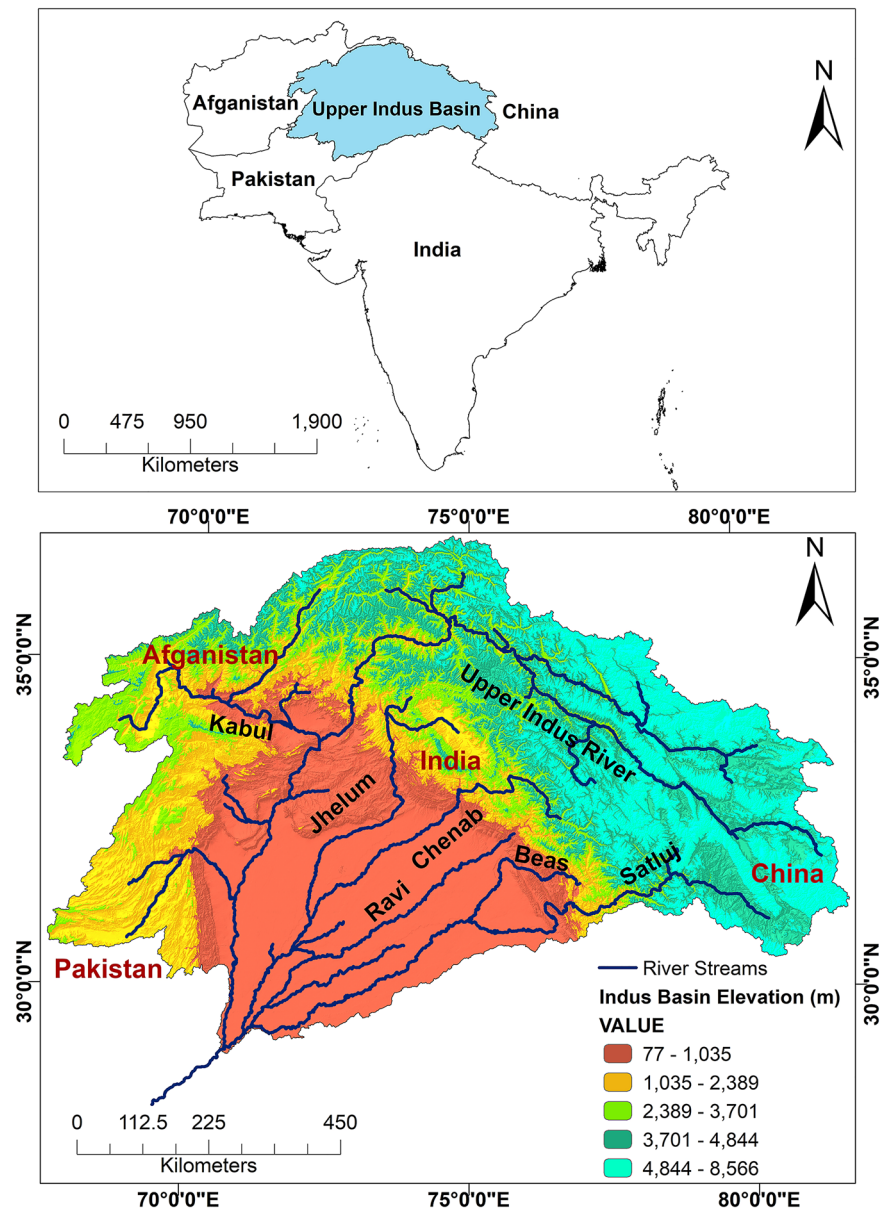 N
Afganistan
Upper Indus Basin
China
Pakistan
India
0 475 950 1,900
Kilometers
70°0'0"E 75°0'0"E 80°0'0"E
N
35°0'0"N
35°0'0"N
Afganistan
Upper Indus River
Kabul
India
Jhelum
Chenab
Beas
Satluj
China
Ravi
Pakistan
30°0'0"N
30°0'0"N
River Streams
Indus Basin Elevation (m)
VALUE
77 - 1,035
1,035 - 2,389
2,389 - 3,701
3,701 - 4,844
4,844 - 8,566
0 112.5 225 450
Kilometers
70°0'0"E 75°0'0"E 80°0'0"E